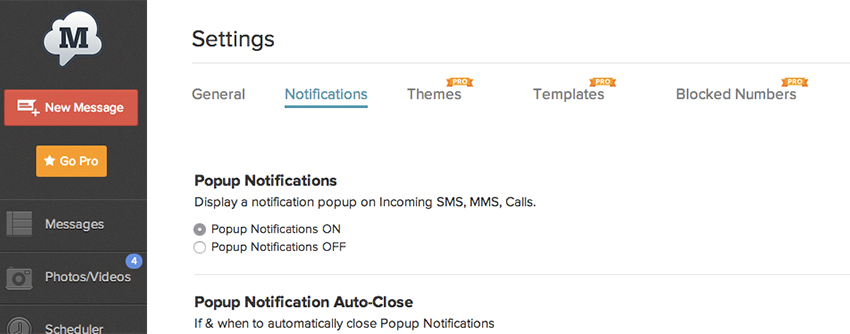 M
New Message
Go Pro
Messages
4
Photos/Videos
Scheduler
Settings
General
Notifications
Themes
PRO
Templates
PRO
Blocked Numbers
PRO
Popup Notifications
Display a notification popup on Incoming SMS, MMS, Calls.
Popup Notifications ON
Popup Notifications OFF
Popup Notification Auto-Close
If & when to automatically close Popup Notifications